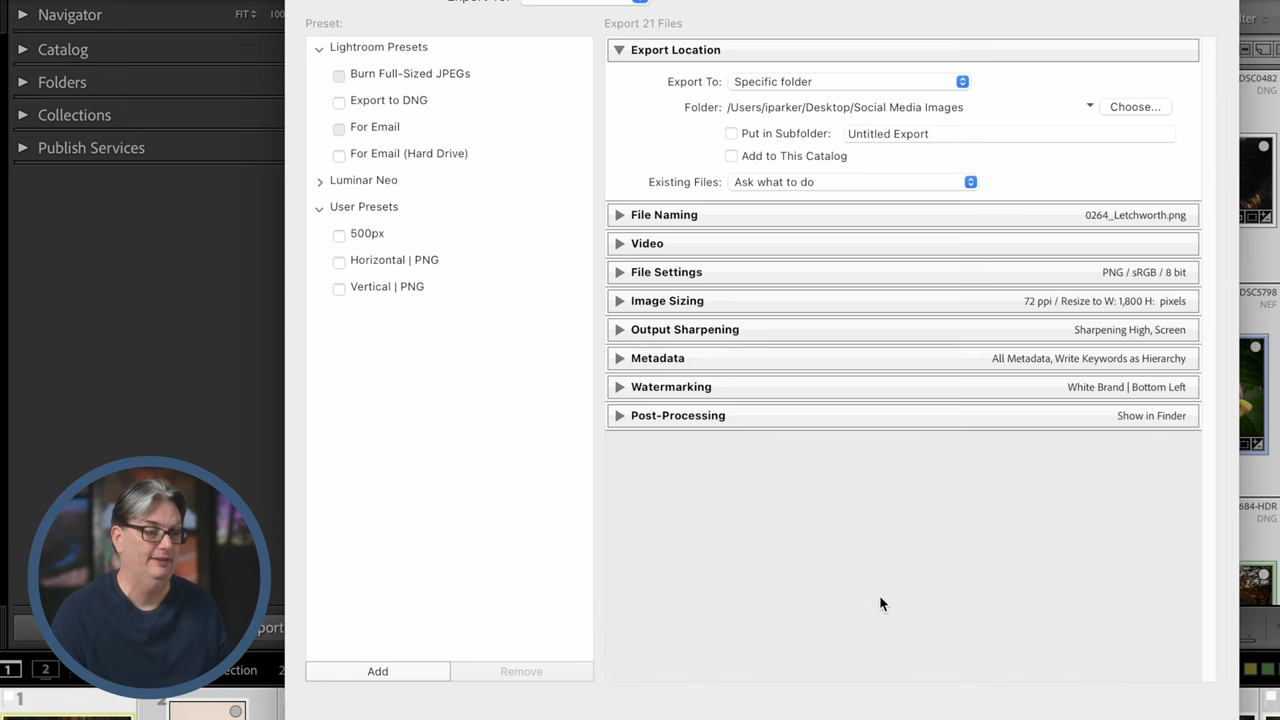 Navigator
FIT
100
Catalog
Folders
Collections
Publish Services
Preset:
Lightroom Presets
Burn Full-Sized JPEGs
Export to DNG
For Email
For Email (Hard Drive)
Luminar Neo
User Presets
500px
Horizontal | PNG
Vertical | PNG
Add
Remove
Export 21 Files
Export Location
Export To: Specific folder
Folder: /Users/iparker/Desktop/Social Media Images
Choose...
Put in Subfolder: Untitled Export
Add to This Catalog
Existing Files: Ask what to do
File Naming 0264_Letchworth.png
Video
File Settings PNG / sRGB / 8 bit
Image Sizing 72 ppi / Resize to W: 1,800 H: pixels
Output Sharpening Sharpening High, Screen
Metadata All Metadata, Write Keywords as Hierarchy
Watermarking White Brand | Bottom Left
Post-Processing Show in Finder
DSC0482
DNG
DSC5798
NEF
684-HDR
DNG
1
2
1
2